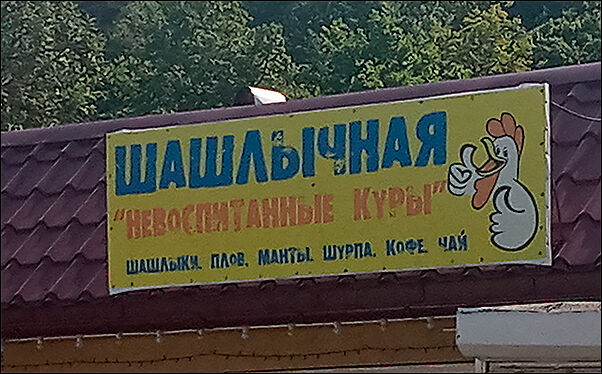 ШАШЛЫЧНАЯ
"НЕВОСПИТАННЫЕ КУРЫ"
ШАШЛЫКИ. ПЛОВ. МАНТЫ. ШУРПА. КОФЕ. ЧАЙ